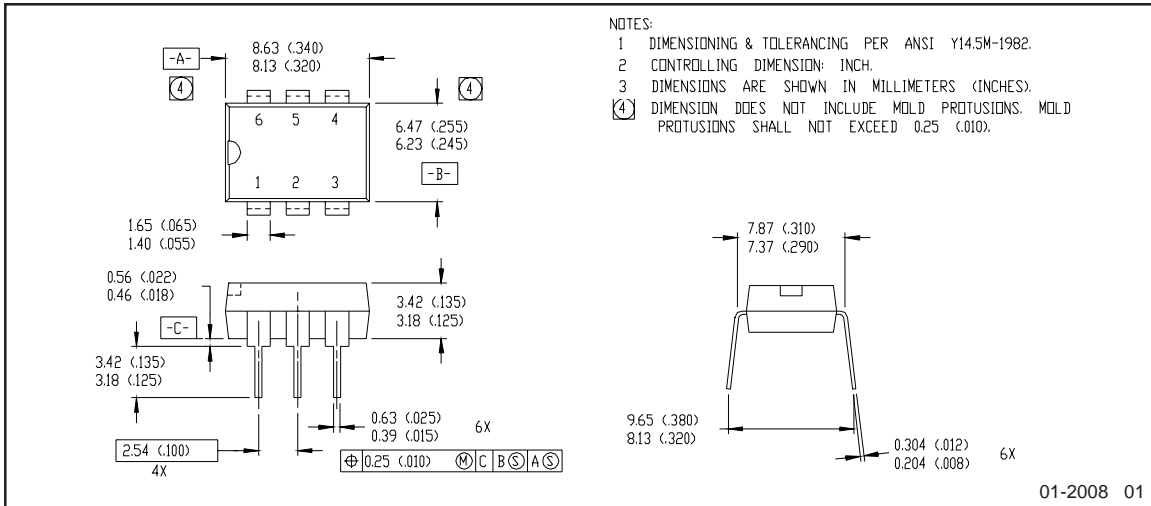 8.63 (.340)
8.13 (.320)
-A-
4
4
6 5 4
1 2 3
6.47 (.255)
6.23 (.245)
-B-
1.65 (.065)
1.40 (.055)
0.56 (.022)
0.46 (.018)
-C-
3.42 (.135)
3.18 (.125)
3.42 (.135)
3.18 (.125)
0.63 (.025)
0.39 (.015)
6X
2.54 (.100)
4X
⌖ 0.25 (.010) Ⓜ C B Ⓢ A Ⓢ
NOTES:
1 DIMENSIONING & TOLERANCING PER ANSI Y14.5M-1982.
2 CONTROLLING DIMENSION: INCH.
3 DIMENSIONS ARE SHOWN IN MILLIMETERS (INCHES).
4 DIMENSION DOES NOT INCLUDE MOLD PROTUSIONS. MOLD
PROTUSIONS SHALL NOT EXCEED 0.25 (.010).
7.87 (.310)
7.37 (.290)
9.65 (.380)
8.13 (.320)
0.304 (.012)
0.204 (.008)
6X
01-2008 01